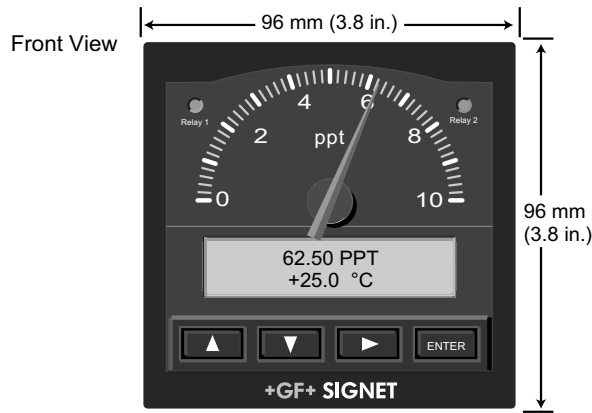 96 mm (3.8 in.)
Front View
Relay 1
Relay 2
0
2
4
6
8
10
ppt
96 mm
(3.8 in.)
62.50 PPT
+25.0 °C
ENTER
+GF+ SIGNET